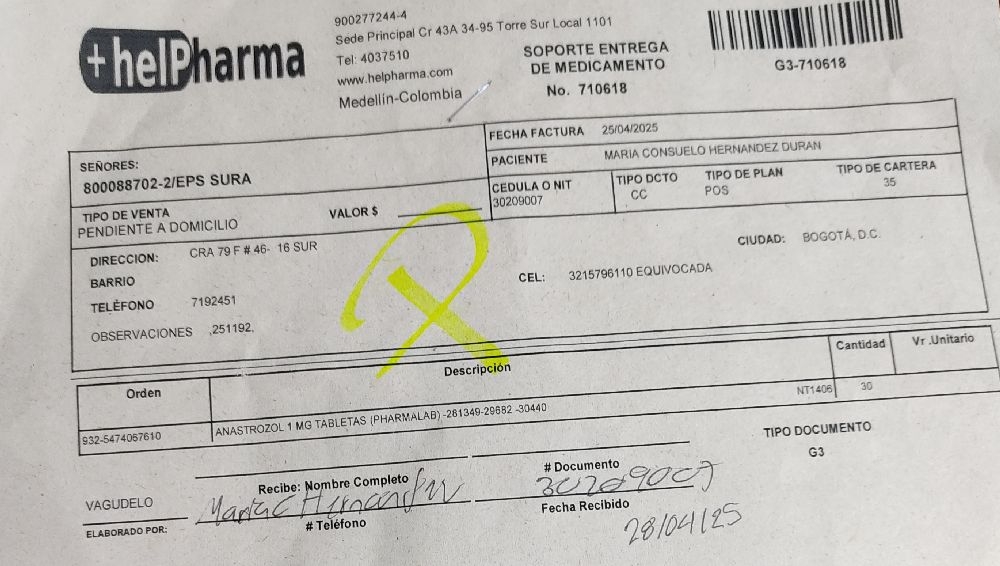 +helPharma
900277244-4
Sede Principal Cr 43A 34-95 Torre Sur Local 1101
Tel: 4037510
www.helpharma.com
Medellín-Colombia
SOPORTE ENTREGA
DE MEDICAMENTO
No. 710618
G3-710618
SEÑORES:
800088702-2/EPS SURA
FECHA FACTURA 25/04/2025
PACIENTE MARIA CONSUELO HERNANDEZ DURAN
CEDULA O NIT TIPO DCTO TIPO DE PLAN TIPO DE CARTERA
30209007 CC POS 35
TIPO DE VENTA VALOR $
PENDIENTE A DOMICILIO
DIRECCION: CRA 79 F # 46- 16 SUR CIUDAD: BOGOTÁ, D.C.
BARRIO CEL: 3215796110 EQUIVOCADA
TELÉFONO 7192451
OBSERVACIONES ,251192,
Orden Descripción Cantidad Vr .Unitario
932-5474067610 ANASTROZOL 1 MG TABLETAS (PHARMALAB) -281349-29682 -30440 NT1406 30
TIPO DOCUMENTO
G3
Recibe: Nombre Completo # Documento
VAGUDELO Maria C Hernandez 30209007
ELABORADO POR: # Teléfono Fecha Recibido
28/04/25